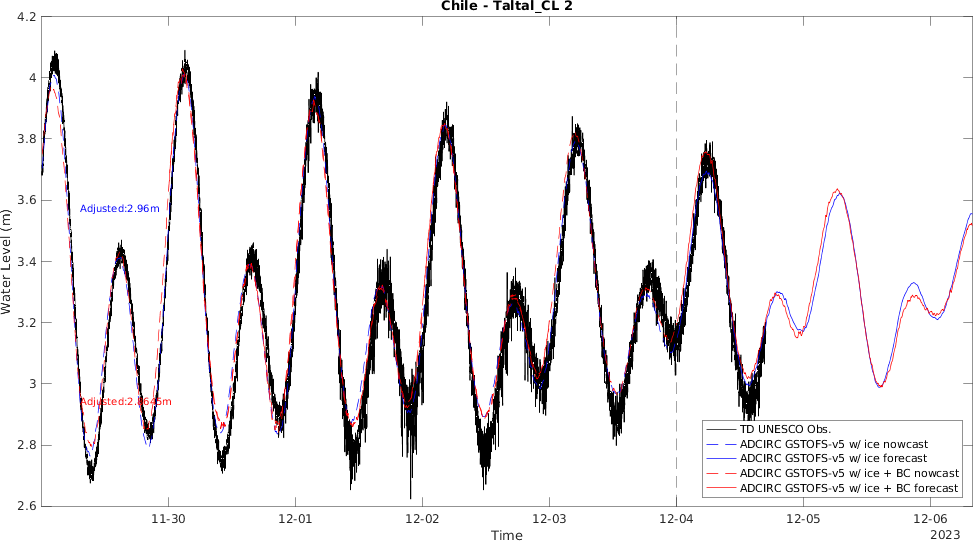 Chile - Taltal_CL 2
4.2
4
3.8
3.6
3.4
3.2
3
2.8
2.6
Water Level (m)
Adjusted:2.96m
TD UNESCO Obs.
ADCIRC GSTOFS-v5 w/ ice nowcast
ADCIRC GSTOFS-v5 w/ ice forecast
ADCIRC GSTOFS-v5 w/ ice + BC nowcast
ADCIRC GSTOFS-v5 w/ ice + BC forecast
11-30
12-01
12-02
12-03
12-04
12-05
12-06
Time
2023